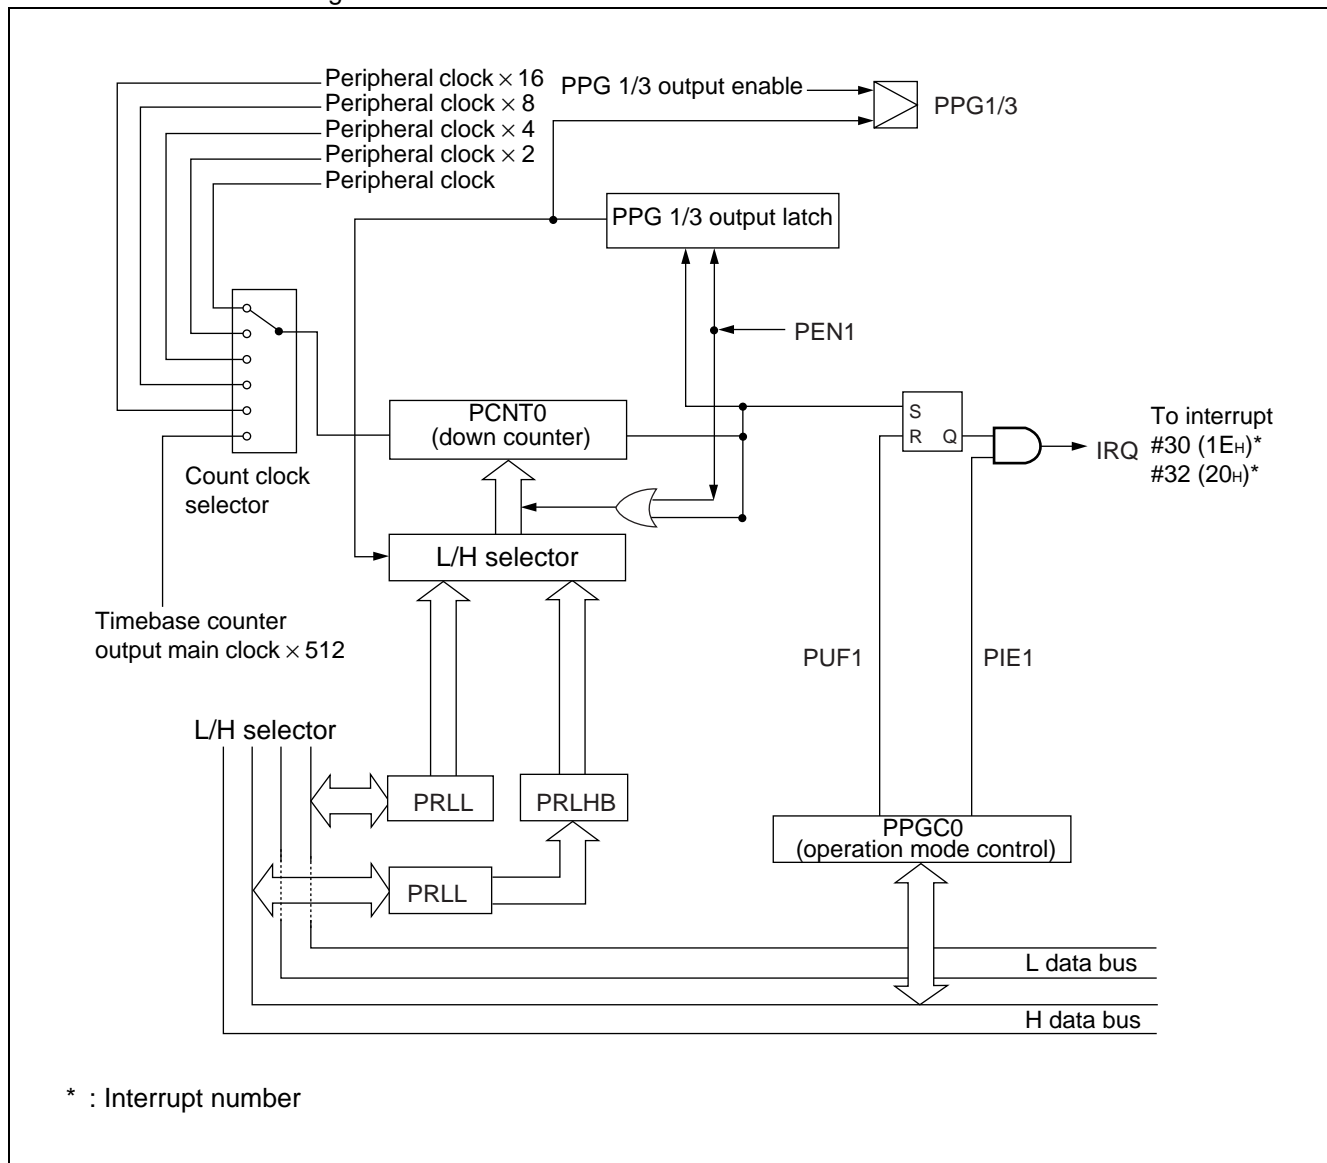 Peripheral clock × 16
Peripheral clock × 8
Peripheral clock × 4
Peripheral clock × 2
Peripheral clock
PPG 1/3 output enable
PPG1/3
PPG 1/3 output latch
PEN1
PCNT0
(down counter)
S
R Q
IRQ
To interrupt
#30 (1EH)*
#32 (20H)*
Count clock
selector
L/H selector
Timebase counter
output main clock × 512
PUF1
PIE1
L/H selector
PRLL
PRLHB
PPGC0
(operation mode control)
PRLL
L data bus
H data bus
* : Interrupt number